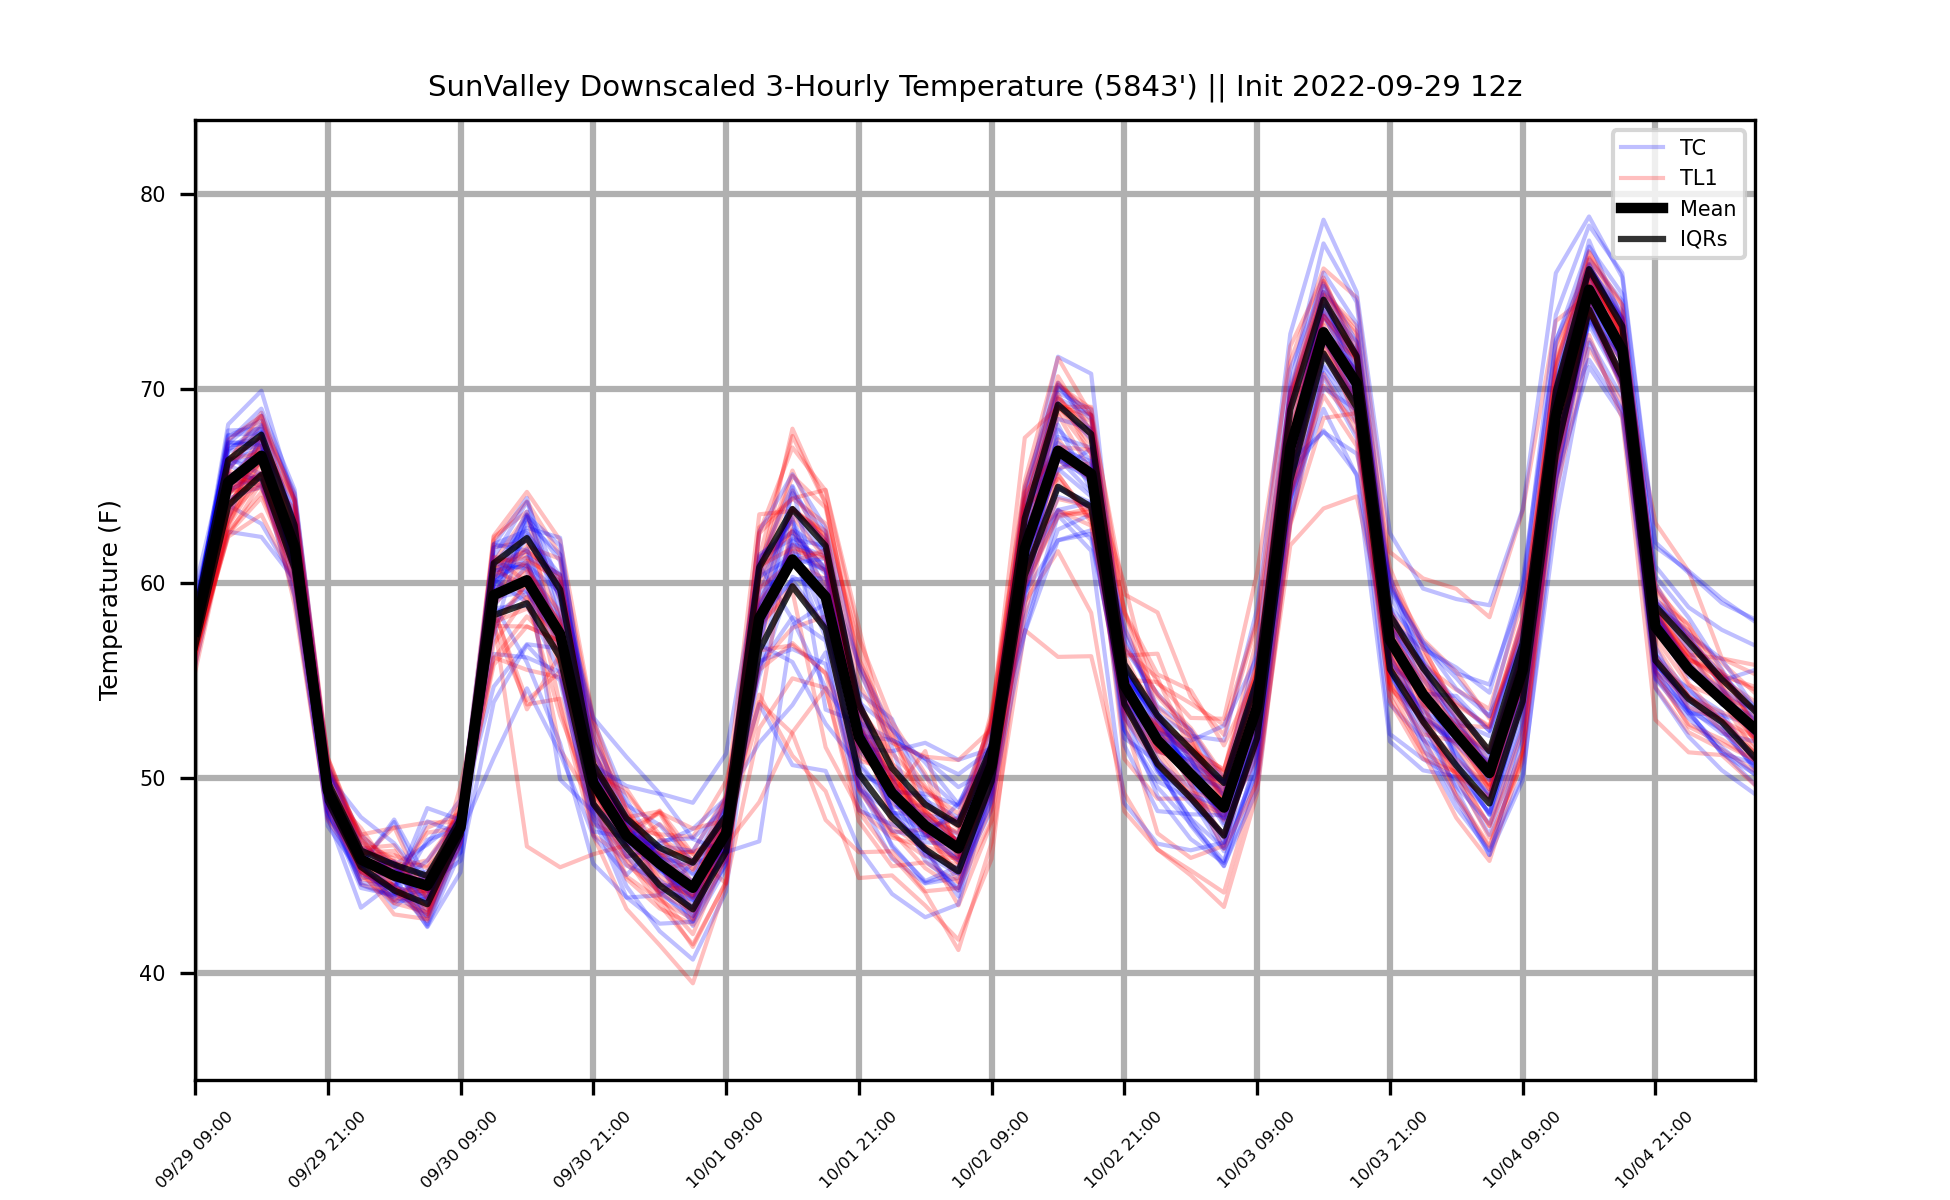 SunValley Downscaled 3-Hourly Temperature (5843') || Init 2022-09-29 12z
TC
TL1
Mean
IQRs
Temperature (F)
80
70
60
50
40
09/29 09:00
09/29 21:00
09/30 09:00
09/30 21:00
10/01 09:00
10/01 21:00
10/02 09:00
10/02 21:00
10/03 09:00
10/03 21:00
10/04 09:00
10/04 21:00